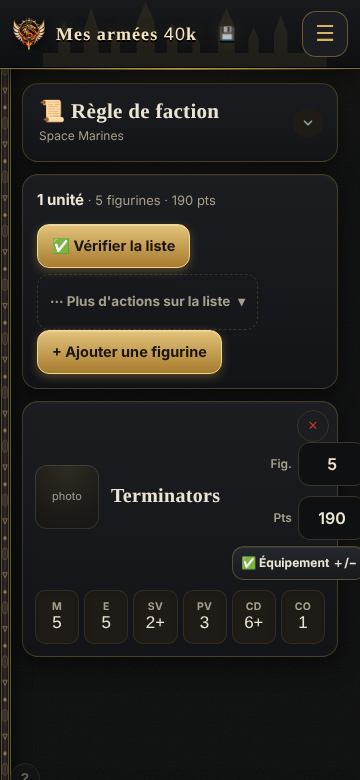 Mes armées 40k 💾 ☰
📜 Règle de faction
Space Marines
1 unité · 5 figurines · 190 pts
✅ Vérifier la liste
··· Plus d'actions sur la liste ▾
+ Ajouter une figurine
×
Fig. 5
photo
Terminators
Pts 190
✅ Équipement +/−
M E SV PV CD CO
5 5 2+ 3 6+ 1
?